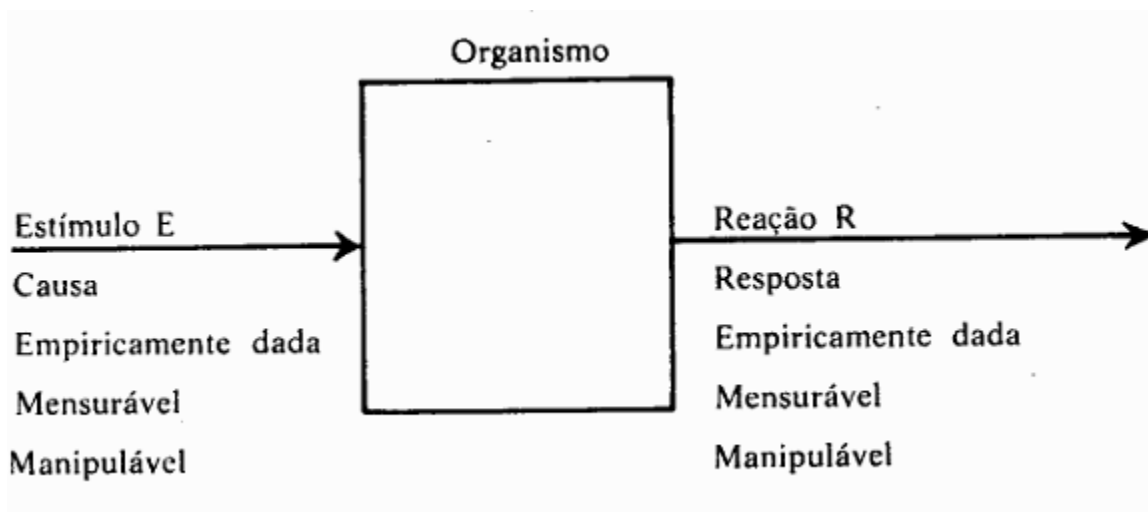 Organismo
Estímulo E
Causa
Empiricamente dada
Mensurável
Manipulável
Reação R
Resposta
Empiricamente dada
Mensurável
Manipulável